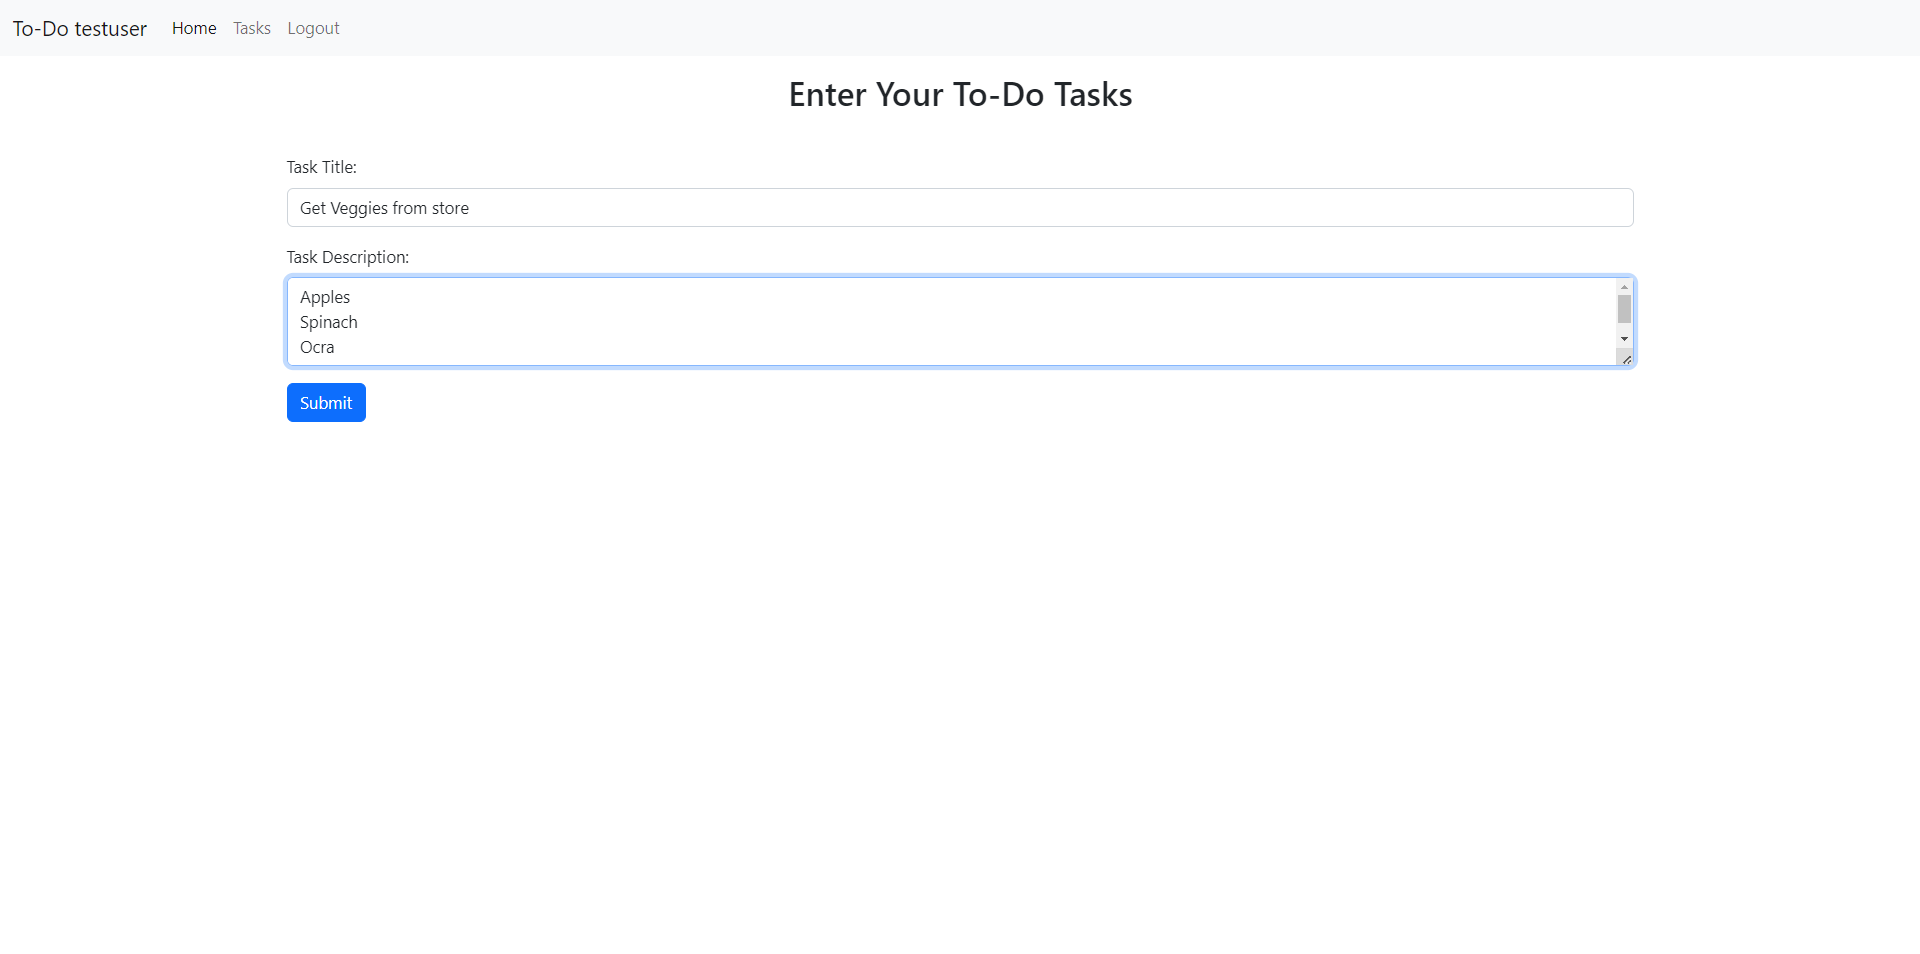 To-Do testuser Home Tasks Logout
Enter Your To-Do Tasks
Task Title:
Get Veggies from store
Task Description:
Apples
Spinach
Ocra
Submit